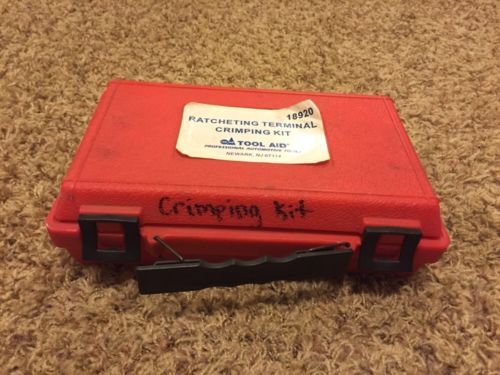 18920
RATCHETING TERMINAL
CRIMPING KIT
TOOL AID®
PROFESSIONAL AUTOMOTIVE TOOLS
NEWARK, NJ 07114
Crimping Kit